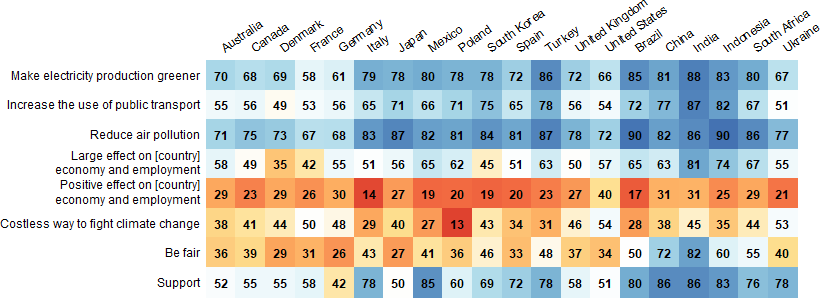 Australia Canada Denmark France Germany Italy Japan Mexico Poland South Korea Spain Turkey United Kingdom United States Brazil China India Indonesia South Africa Ukraine
Make electricity production greener 70 68 69 58 61 79 78 80 78 78 72 86 72 66 85 81 88 83 80 67
Increase the use of public transport 55 56 49 53 56 65 71 66 71 75 65 78 56 54 72 77 87 82 67 51
Reduce air pollution 71 75 73 67 68 83 87 82 81 84 81 87 78 72 90 82 86 90 86 77
Large effect on [country]
economy and employment 58 49 35 42 55 51 56 65 62 45 51 63 50 57 65 63 81 74 67 55
Positive effect on [country]
economy and employment 29 23 29 26 30 14 27 19 20 19 20 23 27 40 17 31 31 25 29 21
Costless way to fight climate change 38 41 44 50 48 29 40 27 13 43 34 31 46 54 28 38 45 35 44 53
Be fair 36 39 29 31 26 43 27 41 36 46 33 48 37 34 50 72 82 60 55 40
Support 52 55 55 58 42 78 50 85 60 69 72 78 58 51 80 86 86 83 76 78